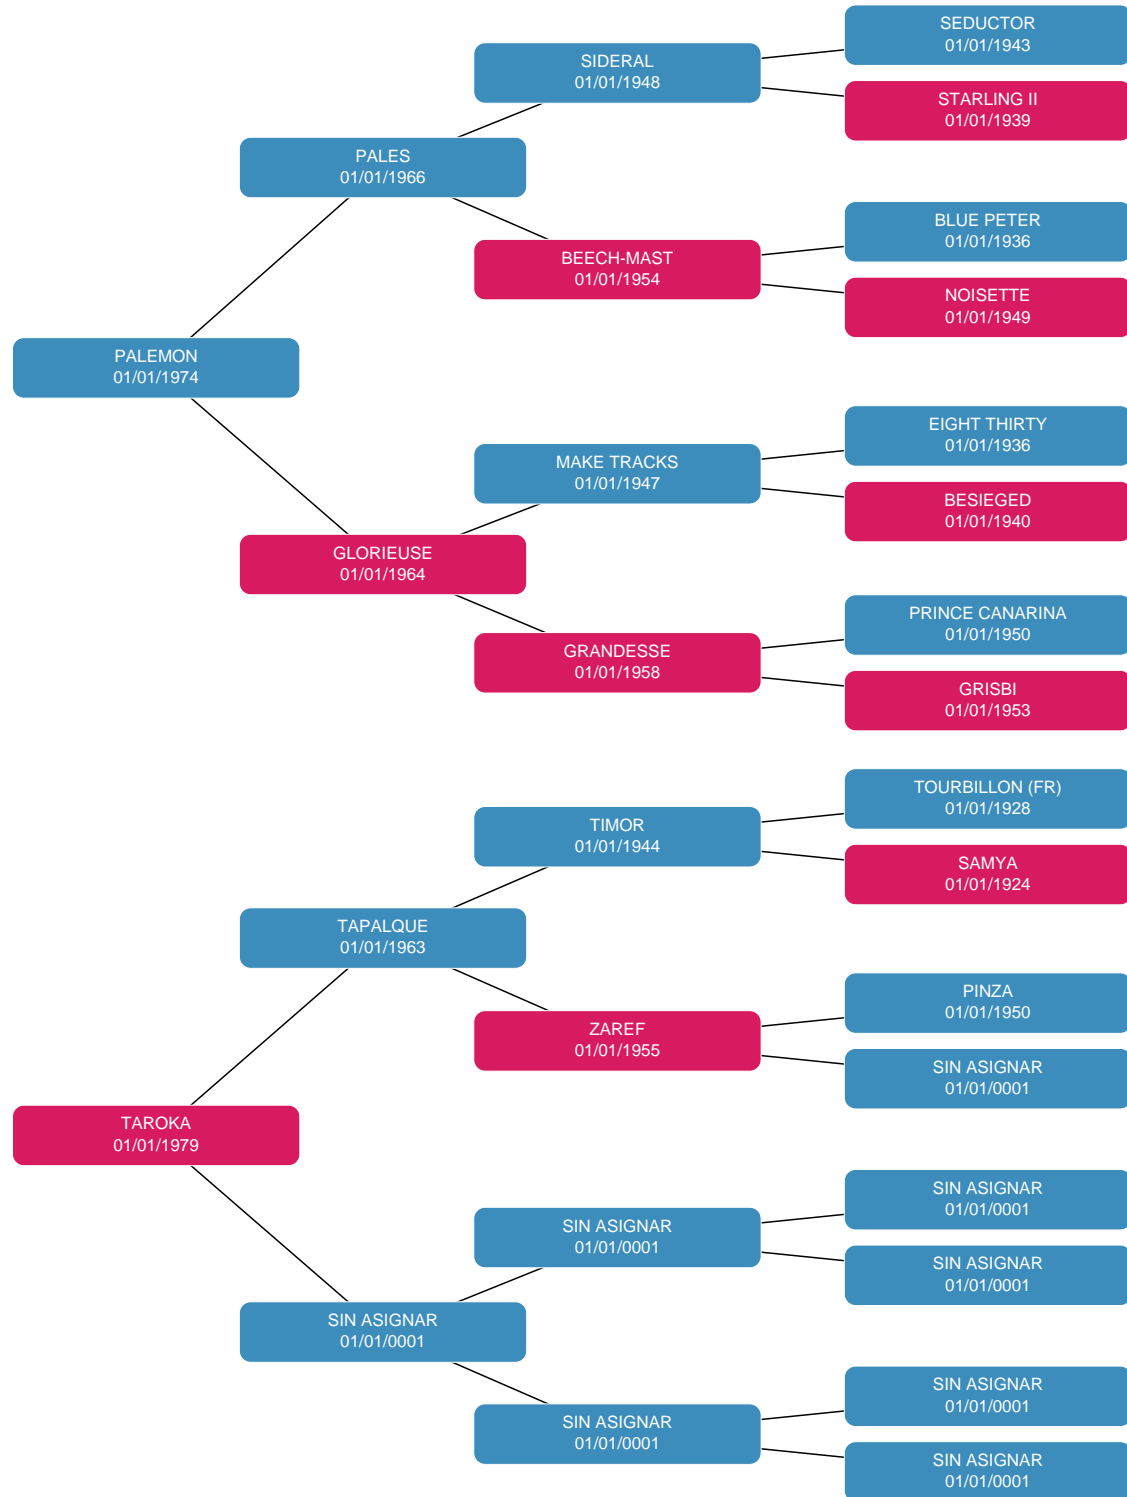 SEDUCTOR
01/01/1943
SIDERAL
01/01/1948
STARLING II
01/01/1939
PALES
01/01/1966
BLUE PETER
01/01/1936
BEECH-MAST
01/01/1954
NOISETTE
01/01/1949
PALEMON
01/01/1974
EIGHT THIRTY
01/01/1936
MAKE TRACKS
01/01/1947
BESIEGED
01/01/1940
GLORIEUSE
01/01/1964
PRINCE CANARINA
01/01/1950
GRANDESSE
01/01/1958
GRISBI
01/01/1953
TOURBILLON (FR)
01/01/1928
TIMOR
01/01/1944
SAMYA
01/01/1924
TAPALQUE
01/01/1963
PINZA
01/01/1950
ZAREF
01/01/1955
SIN ASIGNAR
01/01/0001
TAROKA
01/01/1979
SIN ASIGNAR
01/01/0001
SIN ASIGNAR
01/01/0001
SIN ASIGNAR
01/01/0001
SIN ASIGNAR
01/01/0001
SIN ASIGNAR
01/01/0001
SIN ASIGNAR
01/01/0001
SIN ASIGNAR
01/01/0001